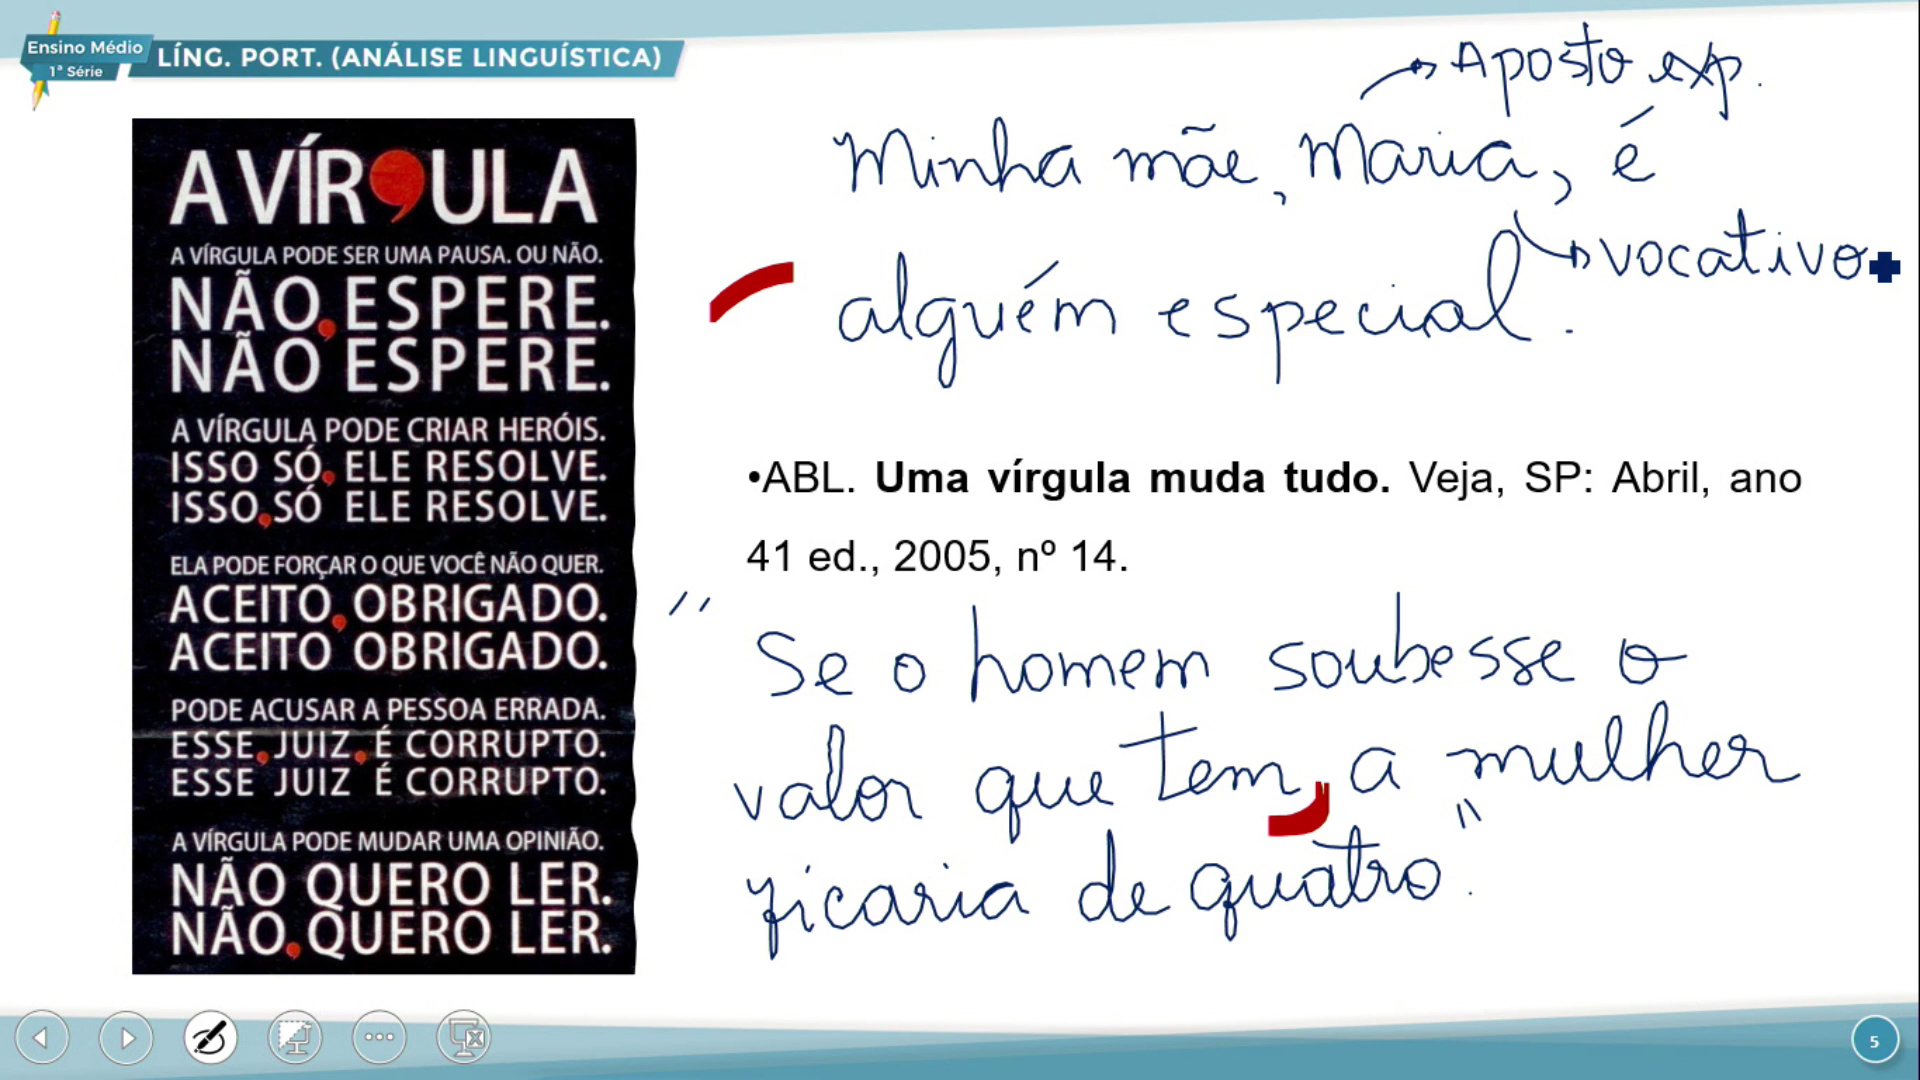 Ensino Médio
1ª Série
LÍNG. PORT. (ANÁLISE LINGUÍSTICA)
A VÍRGULA
A VÍRGULA PODE SER UMA PAUSA. OU NÃO.
NÃO, ESPERE.
NÃO ESPERE.
A VÍRGULA PODE CRIAR HERÓIS.
ISSO SÓ, ELE RESOLVE.
ISSO, SÓ ELE RESOLVE.
ELA PODE FORÇAR O QUE VOCÊ NÃO QUER.
ACEITO, OBRIGADO.
ACEITO OBRIGADO.
PODE ACUSAR A PESSOA ERRADA.
ESSE, JUIZ, É CORRUPTO.
ESSE JUIZ É CORRUPTO.
A VÍRGULA PODE MUDAR UMA OPINIÃO.
NÃO QUERO LER.
NÃO, QUERO LER.
Aposto exp.
Minha mãe, Maria, é
vocativo
alguém especial.
•ABL. Uma vírgula muda tudo. Veja, SP: Abril, ano
41 ed., 2005, nº 14.
"Se o homem soubesse o
valor que tem, a mulher
ficaria de quatro".
5